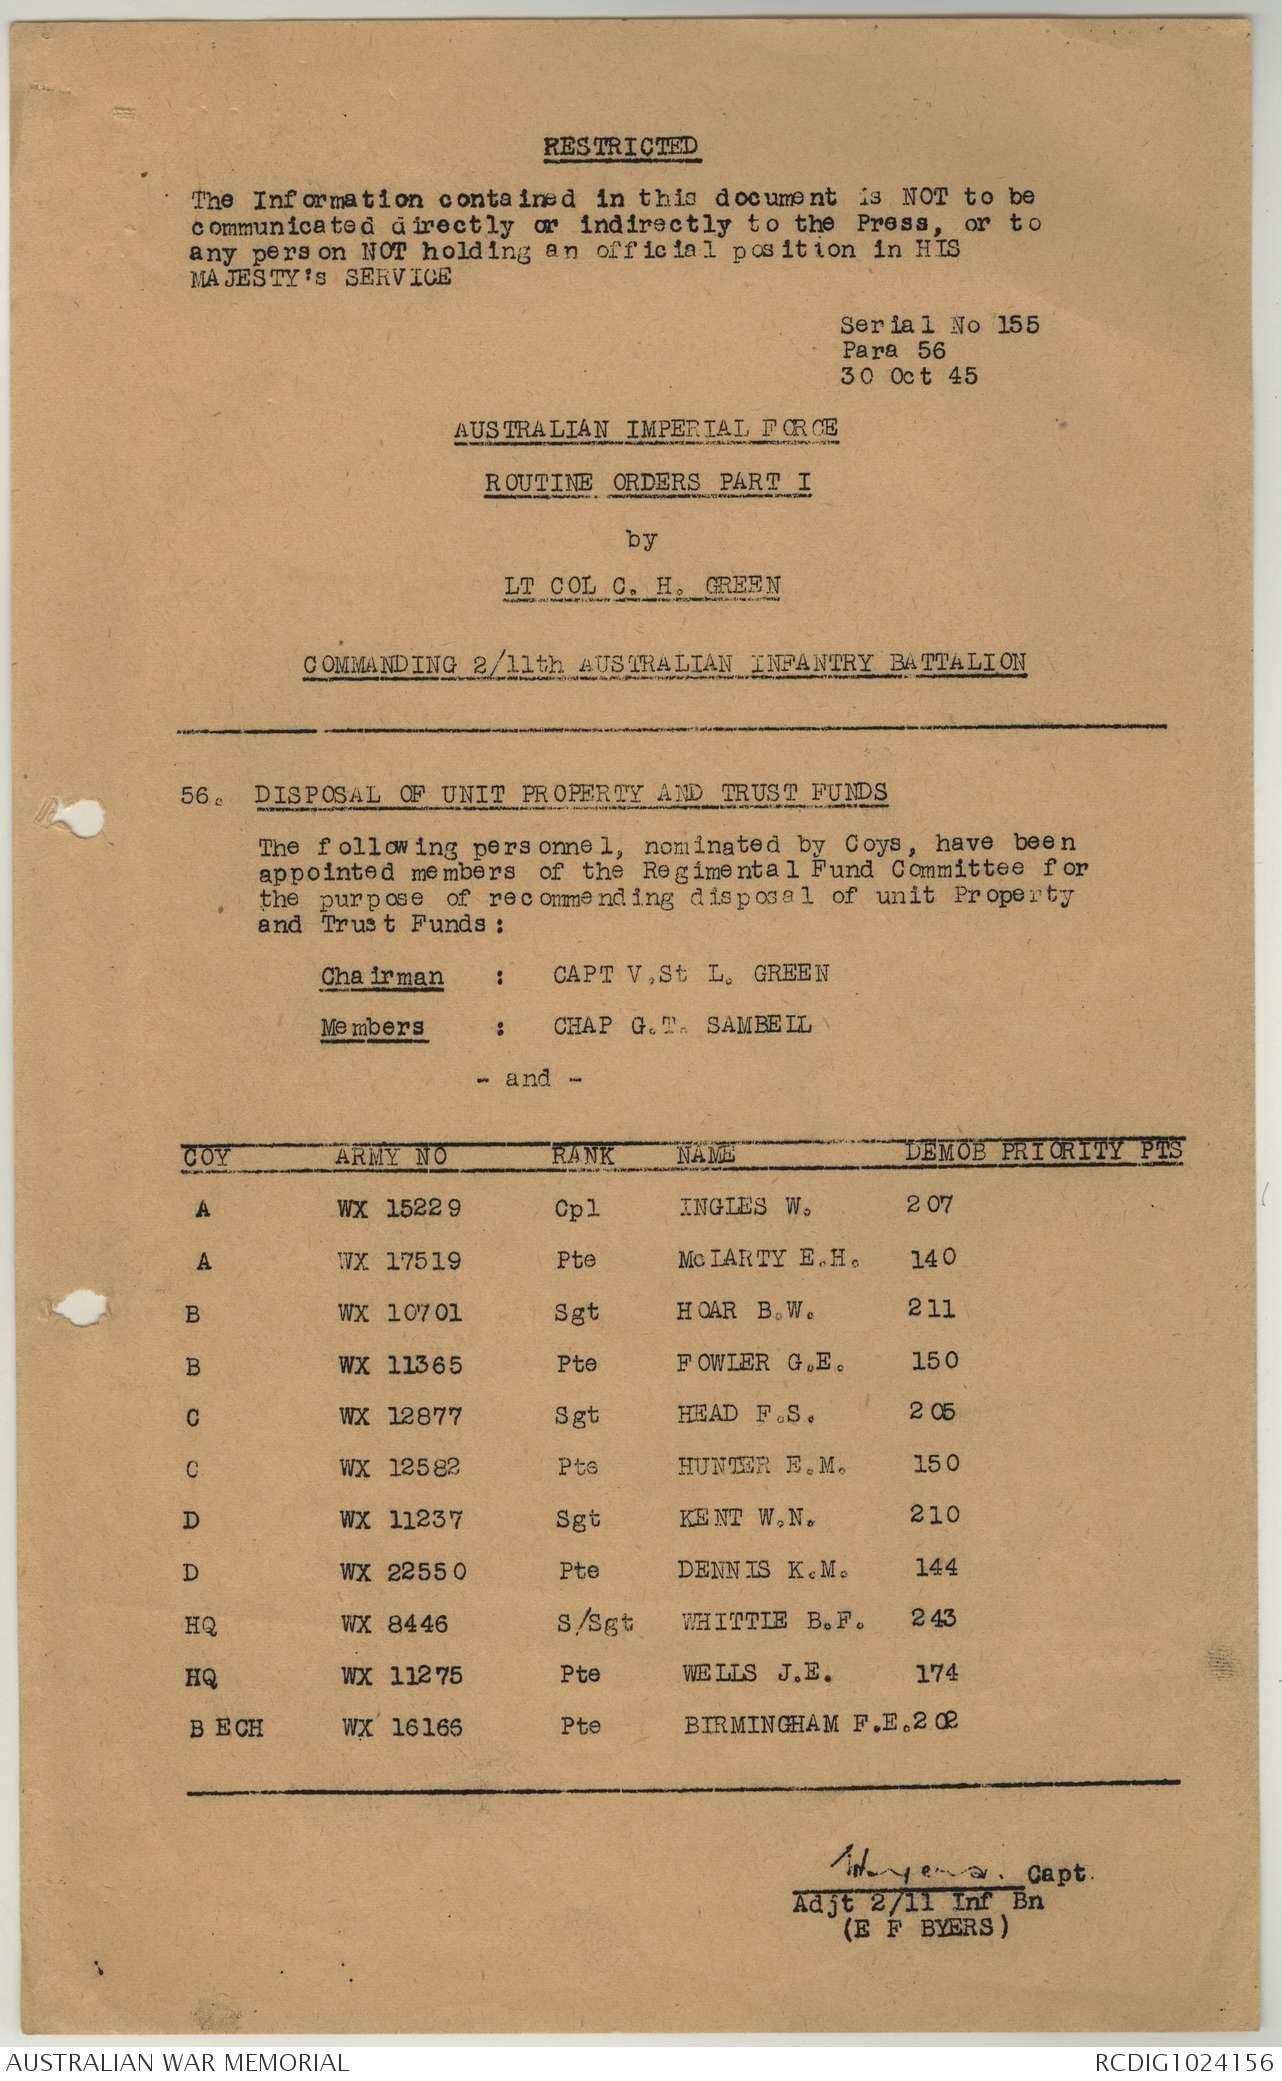 RESTRICTED
The Information contained in this document is NOT to be
communicated directly or indirectly to the Press, or to
any person NOT holding an official position in HIS
MAJESTY's SERVICE
Serial No 155
Para 56
30 Oct 45
AUSTRALIAN IMPERIAL FORCE
ROUTINE ORDERS PART I
by
LT COL C. H. GREEN
COMMANDING 2/11th AUSTRALIAN INFANTRY BATTALION
56. DISPOSAL OF UNIT PROPERTY AND TRUST FUNDS
The following personnel, nominated by Coys, have been
appointed members of the Regimental Fund Committee for
the purpose of recommending disposal of unit Property
and Trust Funds:
Chairman : CAPT V.St L. GREEN
Members : CHAP G.T. SAMBELL
- and -
COY ARMY NO RANK NAME DEMOB PRIORITY PTS
A WX 15229 Cpl INGLES W. 207
A WX 17519 Pte McLARTY E.H. 140
B WX 10701 Sgt HOAR B.W. 211
B WX 11365 Pte FOWLER G.E. 150
C WX 12877 Sgt HEAD F.S. 205
C WX 12582 Pte HUNTER E.M. 150
D WX 11237 Sgt KENT W.N. 210
D WX 22550 Pte DENNIS K.M. 144
HQ WX 8446 S/Sgt WHITTLE B.F. 243
HQ WX 11275 Pte WELLS J.E. 174
B ECH WX 16166 Pte BIRMINGHAM F.E. 202
Capt.
Adjt 2/11 Inf Bn
(E F BYERS)
AUSTRALIAN WAR MEMORIAL
RCDIG1024156